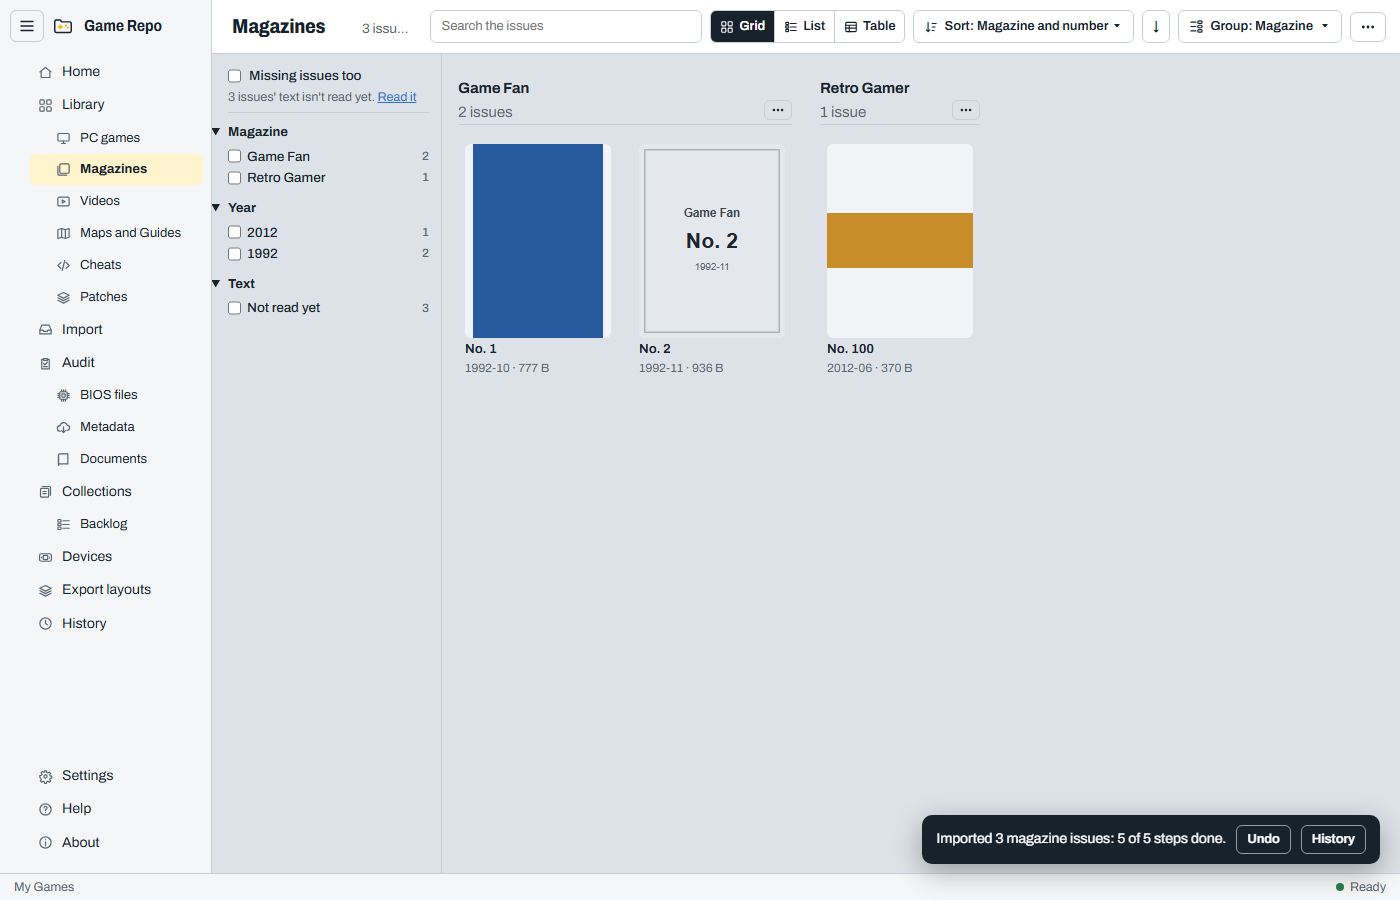 Game Repo
Home
Library
PC games
Magazines
Videos
Maps and Guides
Cheats
Patches
Import
Audit
BIOS files
Metadata
Documents
Collections
Backlog
Devices
Export layouts
History
Settings
Help
About
Magazines
3 issu...
Search the issues
Grid
List
Table
Sort: Magazine and number
Group: Magazine
Missing issues too
3 issues' text isn't read yet. Read it
Magazine
Game Fan 2
Retro Gamer 1
Year
2012 1
1992 2
Text
Not read yet 3
Game Fan
2 issues
No. 1
1992-10 · 777 B
Game Fan
No. 2
1992-11
No. 2
1992-11 · 936 B
Retro Gamer
1 issue
No. 100
2012-06 · 370 B
Imported 3 magazine issues: 5 of 5 steps done.
Undo
History
My Games
Ready